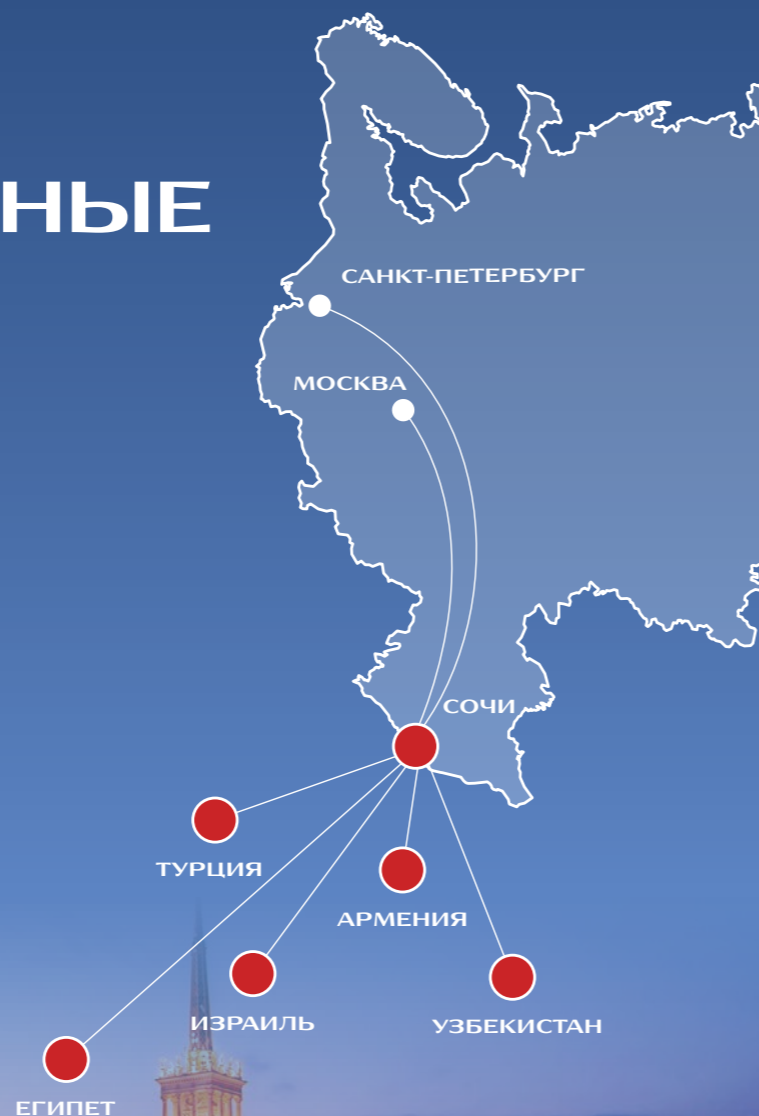 НЫЕ
САНКТ-ПЕТЕРБУРГ
МОСКВА
СОЧИ
ТУРЦИЯ
АРМЕНИЯ
ИЗРАИЛЬ
УЗБЕКИСТАН
ЕГИПЕТ